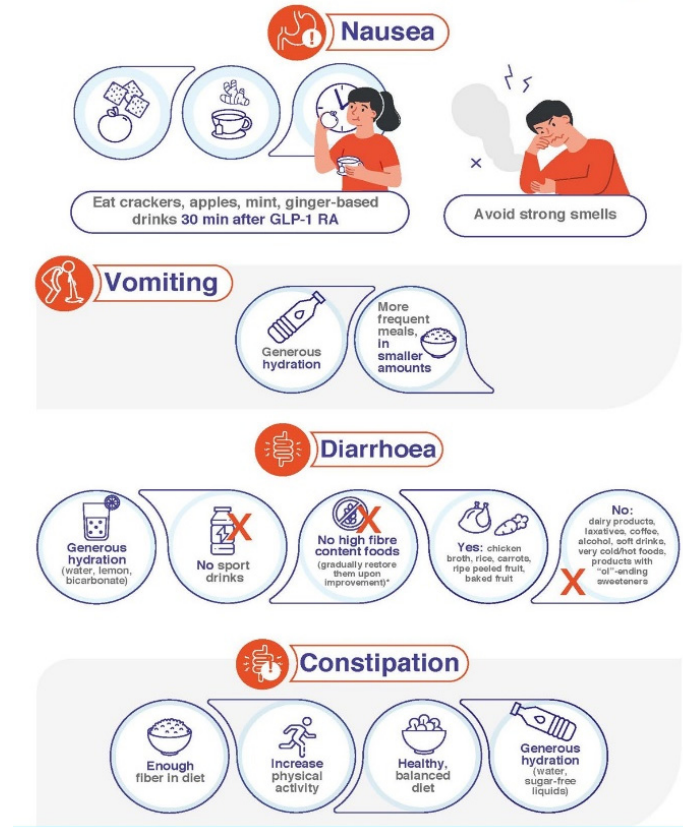 Nausea
Eat crackers, apples, mint, ginger-based
drinks 30 min after GLP-1 RA
Avoid strong smells
Vomiting
Generous
hydration
More
frequent
meals,
in
smaller
amounts
Diarrhoea
Generous
hydration
(water, lemon,
bicarbonate)
No sport
drinks
No high fibre
content foods
(gradually restore
them upon
improvement)*
Yes: chicken
broth, rice, carrots,
ripe peeled fruit,
baked fruit
No:
dairy products,
laxatives, coffee,
alcohol, soft drinks,
very cold/hot foods,
products with
“ol”-ending
sweeteners
Constipation
Enough
fiber in diet
Increase
physical
activity
Healthy,
balanced
diet
Generous
hydration
(water,
sugar-free
liquids)